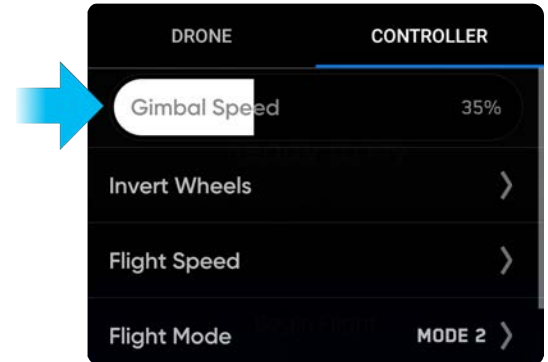 DRONE CONTROLLER
Gimbal Speed 35%
Invert Wheels
Flight Speed
Flight Mode MODE 2